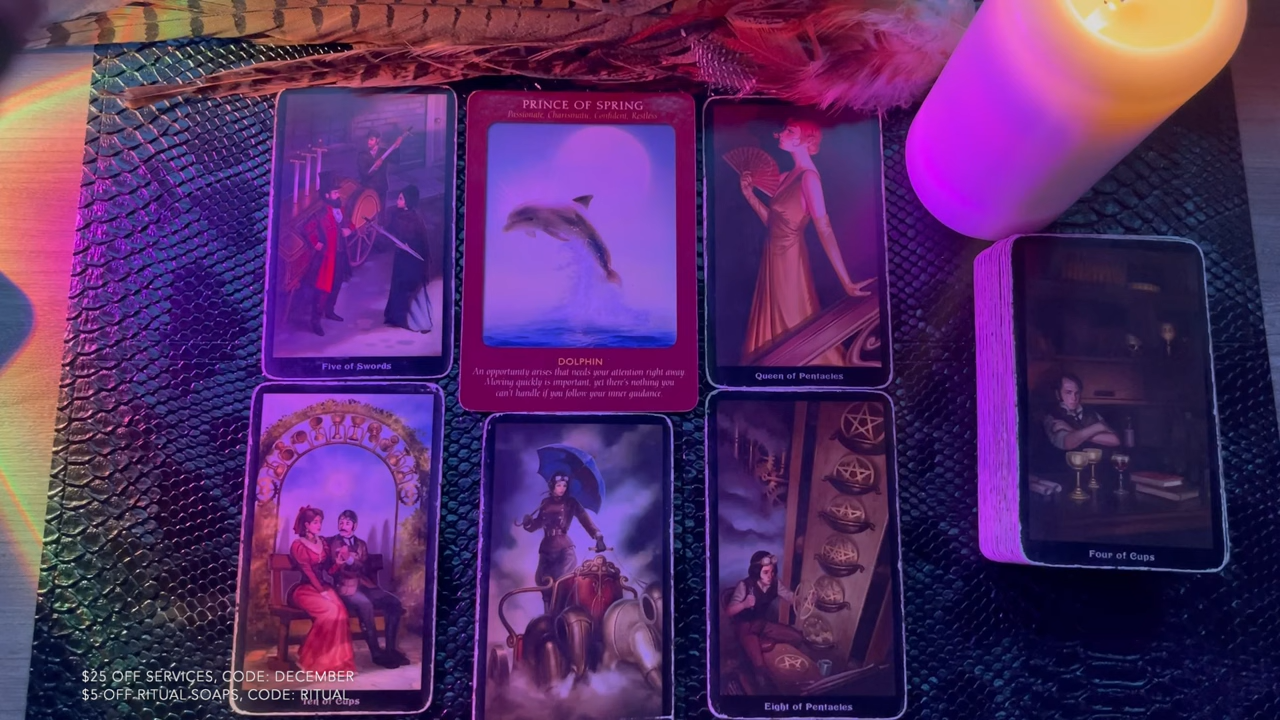 PRINCE OF SPRING
Passionate, Charismatic, Confident, Restless
DOLPHIN
An opportunity arises that needs your attention right away.
Moving quickly is important, yet there's nothing you
can't handle if you follow your inner guidance.
Five of Swords
Queen of Pentacles
Four of Cups
Ten of Cups
Eight of Pentacles
$25 OFF SERVICES, CODE: DECEMBER
$5 OFF RITUAL SOAPS, CODE: RITUAL